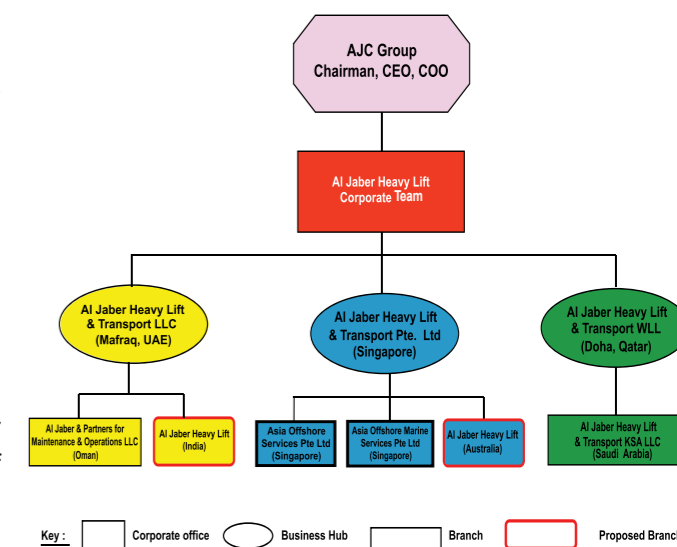 AJC Group
Chairman, CEO, COO
Al Jaber Heavy Lift
Corporate Team
Al Jaber Heavy Lift
& Transport LLC
(Mafraq, UAE)
Al Jaber Heavy Lift
& Transport Pte. Ltd
(Singapore)
Al Jaber Heavy Lift
& Transport WLL
(Doha, Qatar)
Al Jaber & Partners for
Maintenance & Operations LLC
(Oman)
Al Jaber Heavy Lift
(India)
Asia Offshore
Services Pte Ltd
(Singapore)
Asia Offshore Marine
Services Pte Ltd
(Singapore)
Al Jaber Heavy Lift
(Australia)
Al Jaber Heavy Lift
& Transport KSA LLC
(Saudi Arabia)
Key : Corporate office Business Hub Branch Proposed